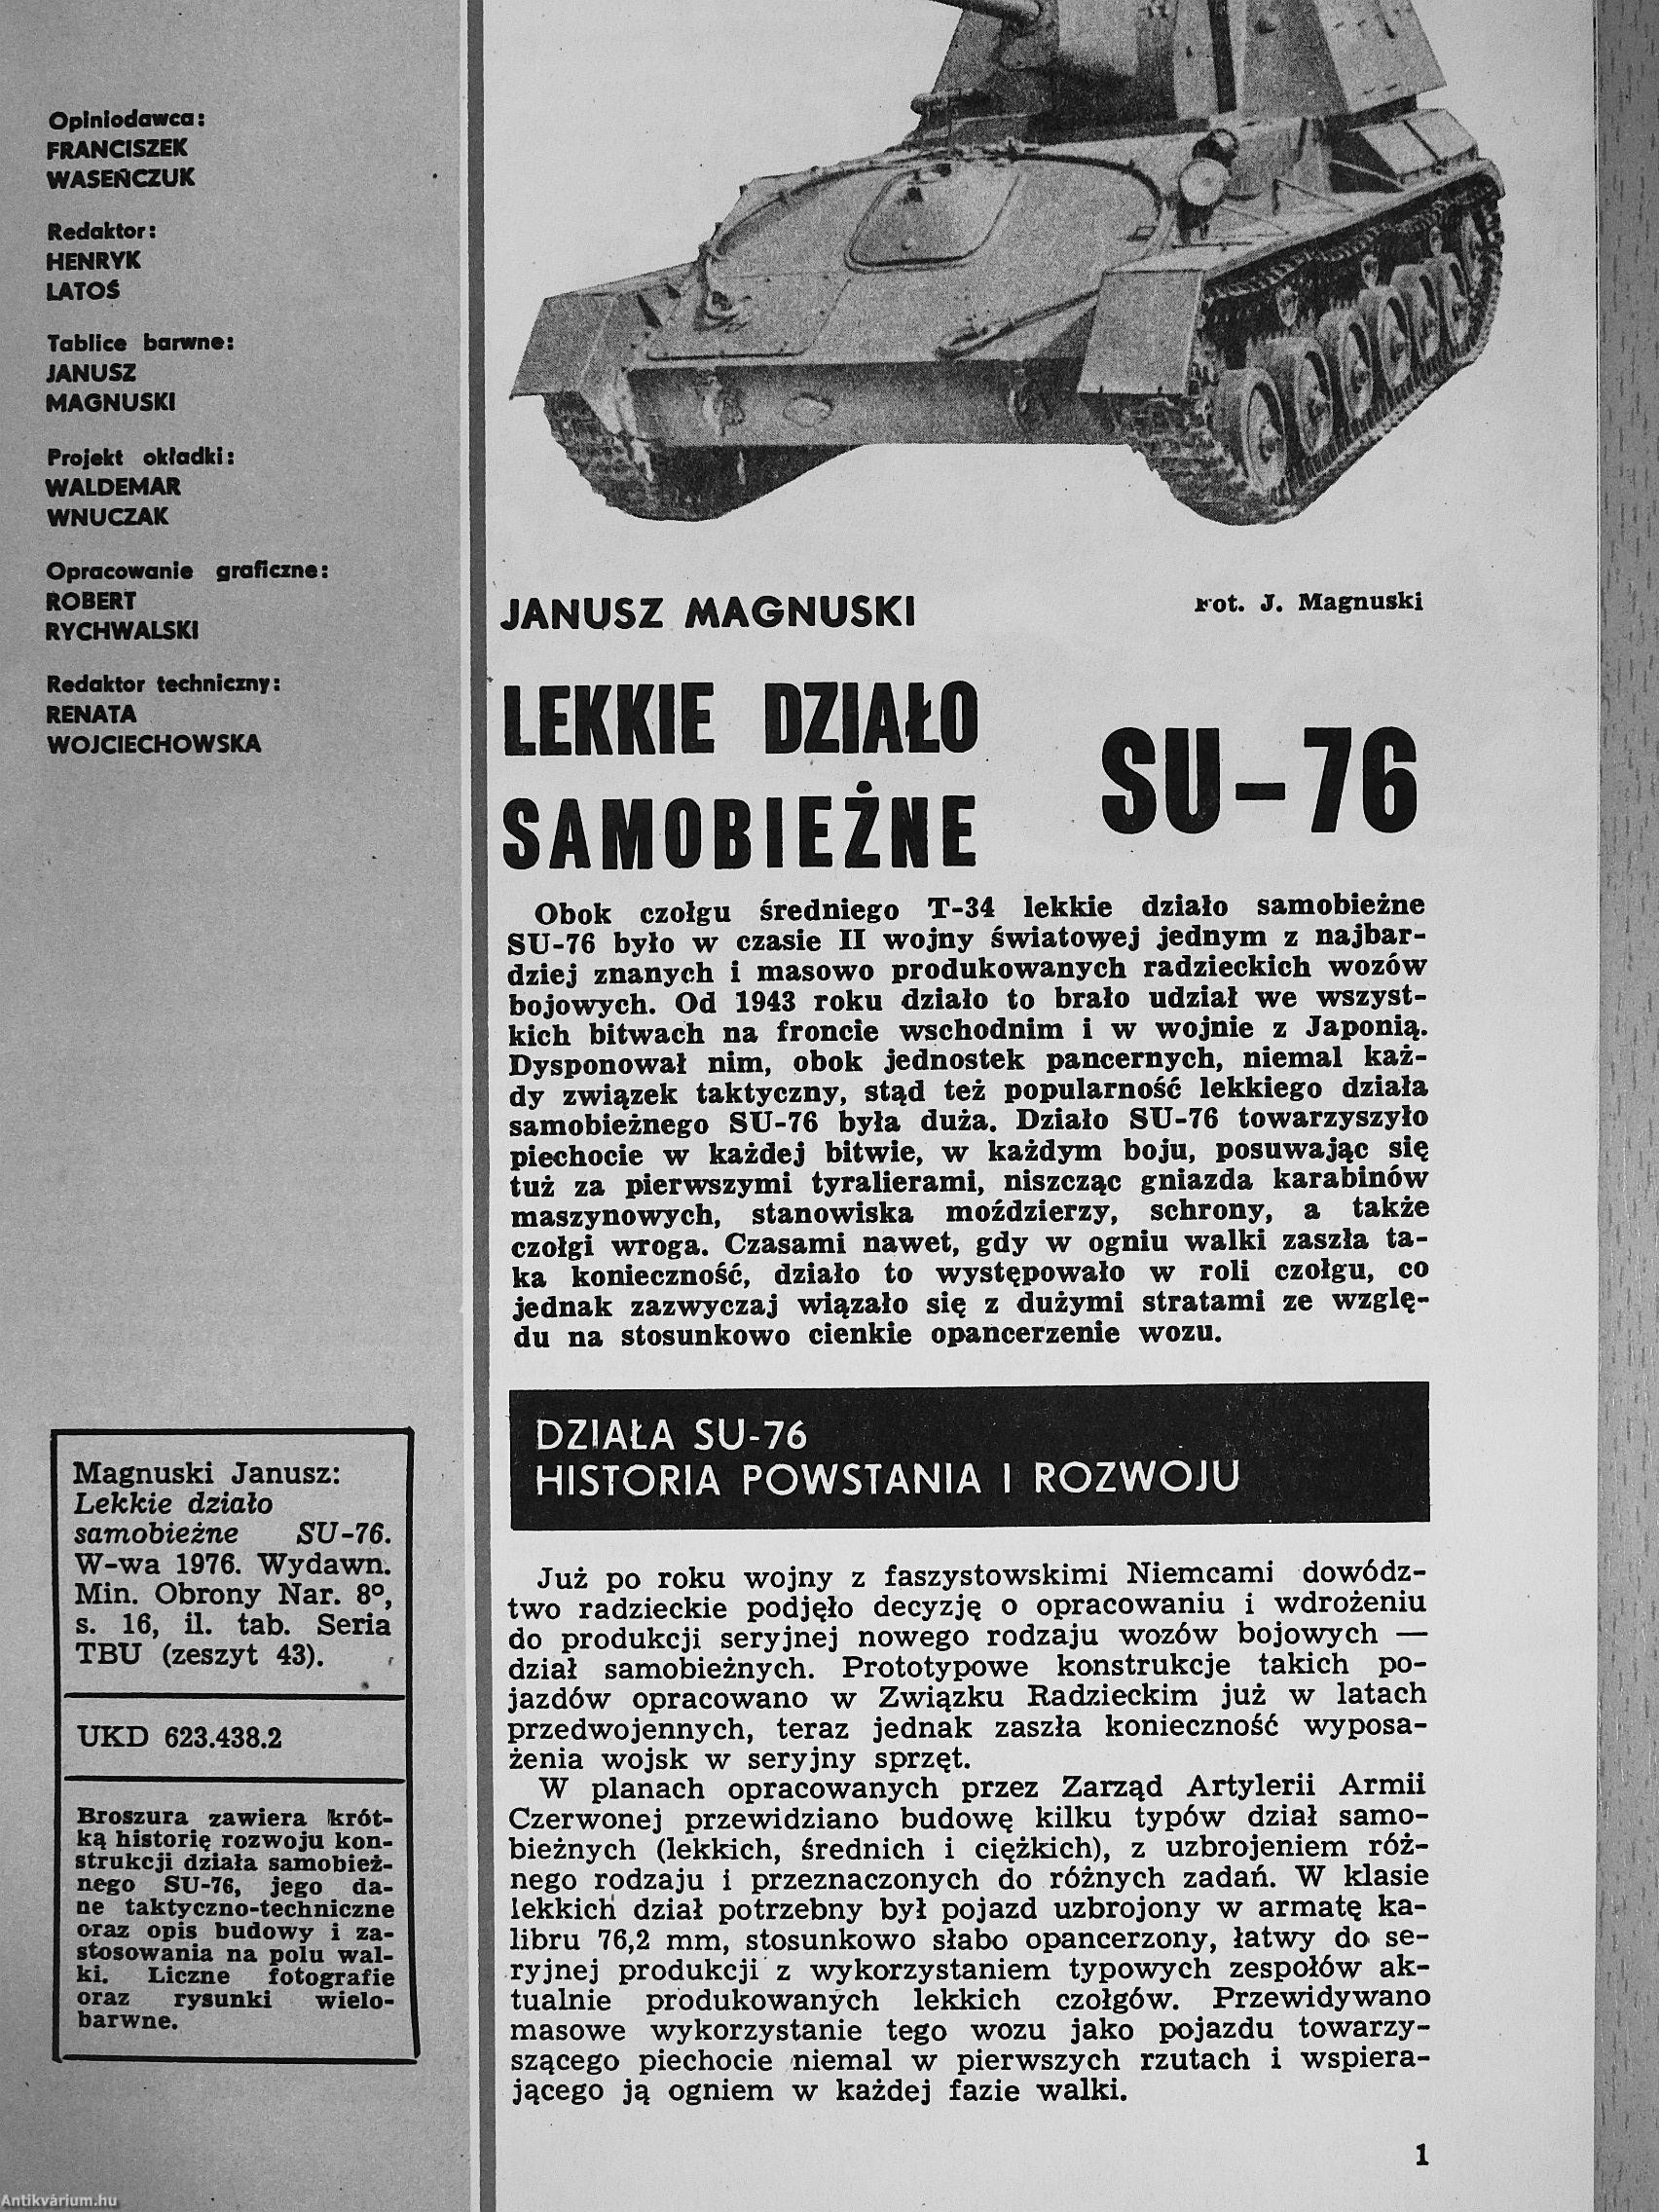 Opiniodawca:
FRANCISZEK
WASEŃCZUK
Redaktor:
HENRYK
LATOŚ
Tablice barwne:
JANUSZ
MAGNUSKI
Projekt okładki:
WALDEMAR
WNUCZAK
Opracowanie graficzne:
ROBERT
RYCHWALSKI
Redaktor techniczny:
RENATA
WOJCIECHOWSKA
Magnuski Janusz:
Lekkie działo
samobieżne SU-76.
W-wa 1976. Wydawn.
Min. Obrony Nar. 8°,
s. 16, il. tab. Seria
TBU (zeszyt 43).
UKD 623.438.2
Broszura zawiera krót-
ką historię rozwoju kon-
strukcji działa samobież-
nego SU-76, jego da-
ne taktyczno-techniczne
oraz opis budowy i za-
stosowania na polu wal-
ki. Liczne fotografie
oraz rysunki wielo-
barwne.
JANUSZ MAGNUSKI
Fot. J. Magnuski
LEKKIE DZIAŁO
SAMOBIEŻNE
SU-76
Obok czołgu średniego T-34 lekkie działo samobieżne
SU-76 było w czasie II wojny światowej jednym z najbar-
dziej znanych i masowo produkowanych radzieckich wozów
bojowych. Od 1943 roku działo to brało udział we wszyst-
kich bitwach na froncie wschodnim i w wojnie z Japonią.
Dysponował nim, obok jednostek pancernych, niemal każ-
dy związek taktyczny, stąd też popularność lekkiego działa
samobieżnego SU-76 była duża. Działo SU-76 towarzyszyło
piechocie w każdej bitwie, w każdym boju, posuwając się
tuż za pierwszymi tyralierami, niszcząc gniazda karabinów
maszynowych, stanowiska moździerzy, schrony, a także
czołgi wroga. Czasami nawet, gdy w ogniu walki zaszła ta-
ka konieczność, działo to występowało w roli czołgu, co
jednak zazwyczaj wiązało się z dużymi stratami ze wzglę-
du na stosunkowo cienkie opancerzenie wozu.
DZIAŁA SU-76
HISTORIA POWSTANIA I ROZWOJU
Już po roku wojny z faszystowskimi Niemcami dowódz-
two radzieckie podjęło decyzję o opracowaniu i wdrożeniu
do produkcji seryjnej nowego rodzaju wozów bojowych —
dział samobieżnych. Prototypowe konstrukcje takich po-
jazdów opracowano w Związku Radzieckim już w latach
przedwojennych, teraz jednak zaszła konieczność wyposa-
żenia wojsk w seryjny sprzęt.
W planach opracowanych przez Zarząd Artylerii Armii
Czerwonej przewidziano budowę kilku typów dział samo-
bieżnych (lekkich, średnich i ciężkich), z uzbrojeniem róż-
nego rodzaju i przeznaczonych do różnych zadań. W klasie
lekkich dział potrzebny był pojazd uzbrojony w armatę ka-
libru 76,2 mm, stosunkowo słabo opancerzony, łatwy do se-
ryjnej produkcji z wykorzystaniem typowych zespołów ak-
tualnie produkowanych lekkich czołgów. Przewidywano
masowe wykorzystanie tego wozu jako pojazdu towarzy-
szącego piechocie niemal w pierwszych rzutach i wspiera-
jącego ją ogniem w każdej fazie walki.
1
Antikvárium.hu